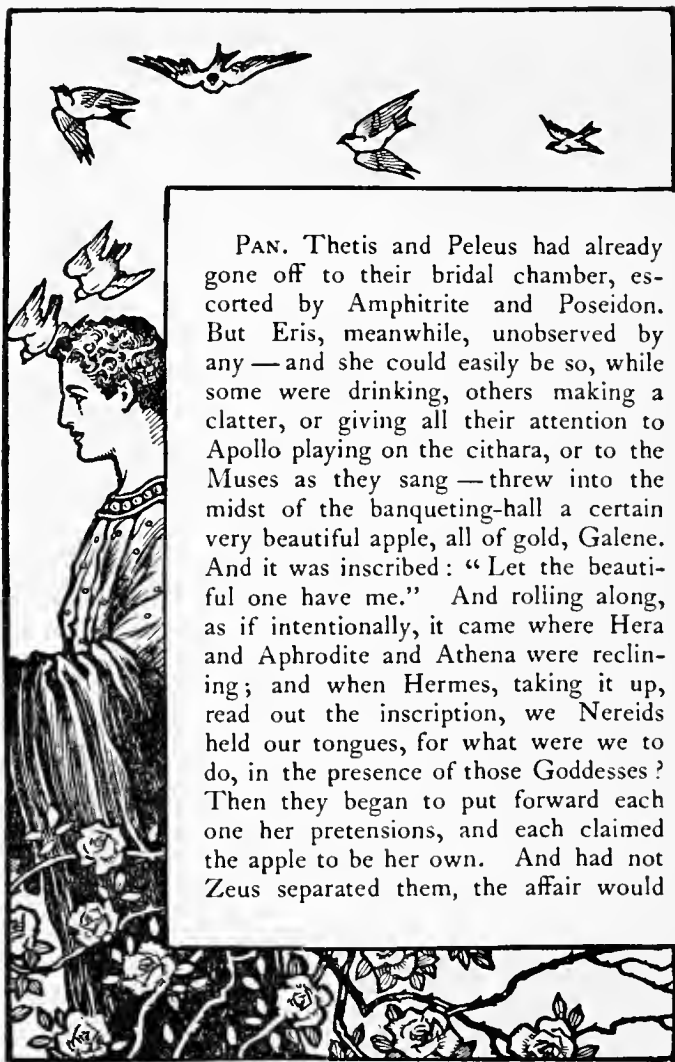 PAN. Thetis and Peleus had already
gone off to their bridal chamber, es-
corted by Amphitrite and Poseidon.
But Eris, meanwhile, unobserved by
any — and she could easily be so, while
some were drinking, others making a
clatter, or giving all their attention to
Apollo playing on the cithara, or to the
Muses as they sang — threw into the
midst of the banqueting-hall a certain
very beautiful apple, all of gold, Galene.
And it was inscribed: “Let the beauti-
ful one have me.” And rolling along,
as if intentionally, it came where Hera
and Aphrodite and Athena were reclin-
ing; and when Hermes, taking it up,
read out the inscription, we Nereids
held our tongues, for what were we to
do, in the presence of those Goddesses?
Then they began to put forward each
one her pretensions, and each claimed
the apple to be her own. And had not
Zeus separated them, the affair would